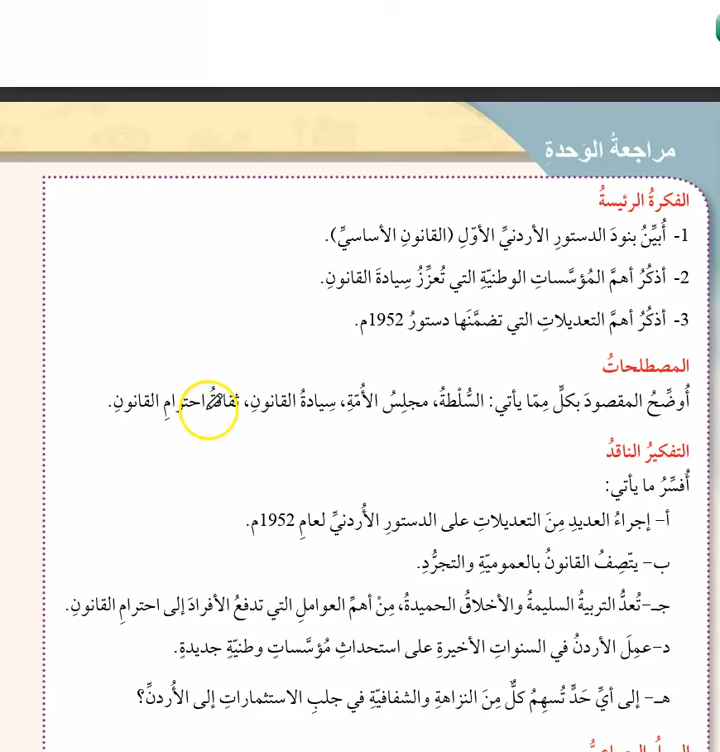 مراجعةُ الوَحدةِ
الفكرةُ الرئيسةُ
1- أُبيِّنُ بنودَ الدستورِ الأردنيِّ الأوّلِ (القانونِ الأساسيِّ).
2- أذكُرُ أهمَّ المُؤسَّساتِ الوطنيّةِ التي تُعزِّزُ سِيادةَ القانونِ.
3- أذكُرُ أهمَّ التعديلاتِ التي تضمَّنَها دستورُ 1952م.
المصطلحاتُ
أُوضِّحُ المقصودَ بكلٍّ مِمّا يأتي: السُّلْطةُ، مجلِسُ الأُمّةِ، سِيادةُ القانونِ، ثقافةُ احترامِ القانونِ.
التفكيرُ الناقدُ
أُفسِّرُ ما يأتي:
أ- إجراءُ العديدِ مِنَ التعديلاتِ على الدستورِ الأُردنيِّ لعامِ 1952م.
ب- يتّصِفُ القانونُ بالعموميّةِ والتجرُّدِ.
جـ-تُعدُّ التربيةُ السليمةُ والأخلاقُ الحميدةُ، مِنْ أهمِّ العواملِ التي تدفعُ الأفرادَ إلى احترامِ القانونِ.
د-عمِلَ الأردنُ في السنواتِ الأخيرةِ على استحداثِ مُؤسَّساتٍ وطنيّةٍ جديدةٍ.
هـ- إلى أيِّ حَدٍّ تُسهِمُ كلٌّ مِنَ النزاهةِ والشفافيّةِ في جلبِ الاستثماراتِ إلى الأُردنِّ؟